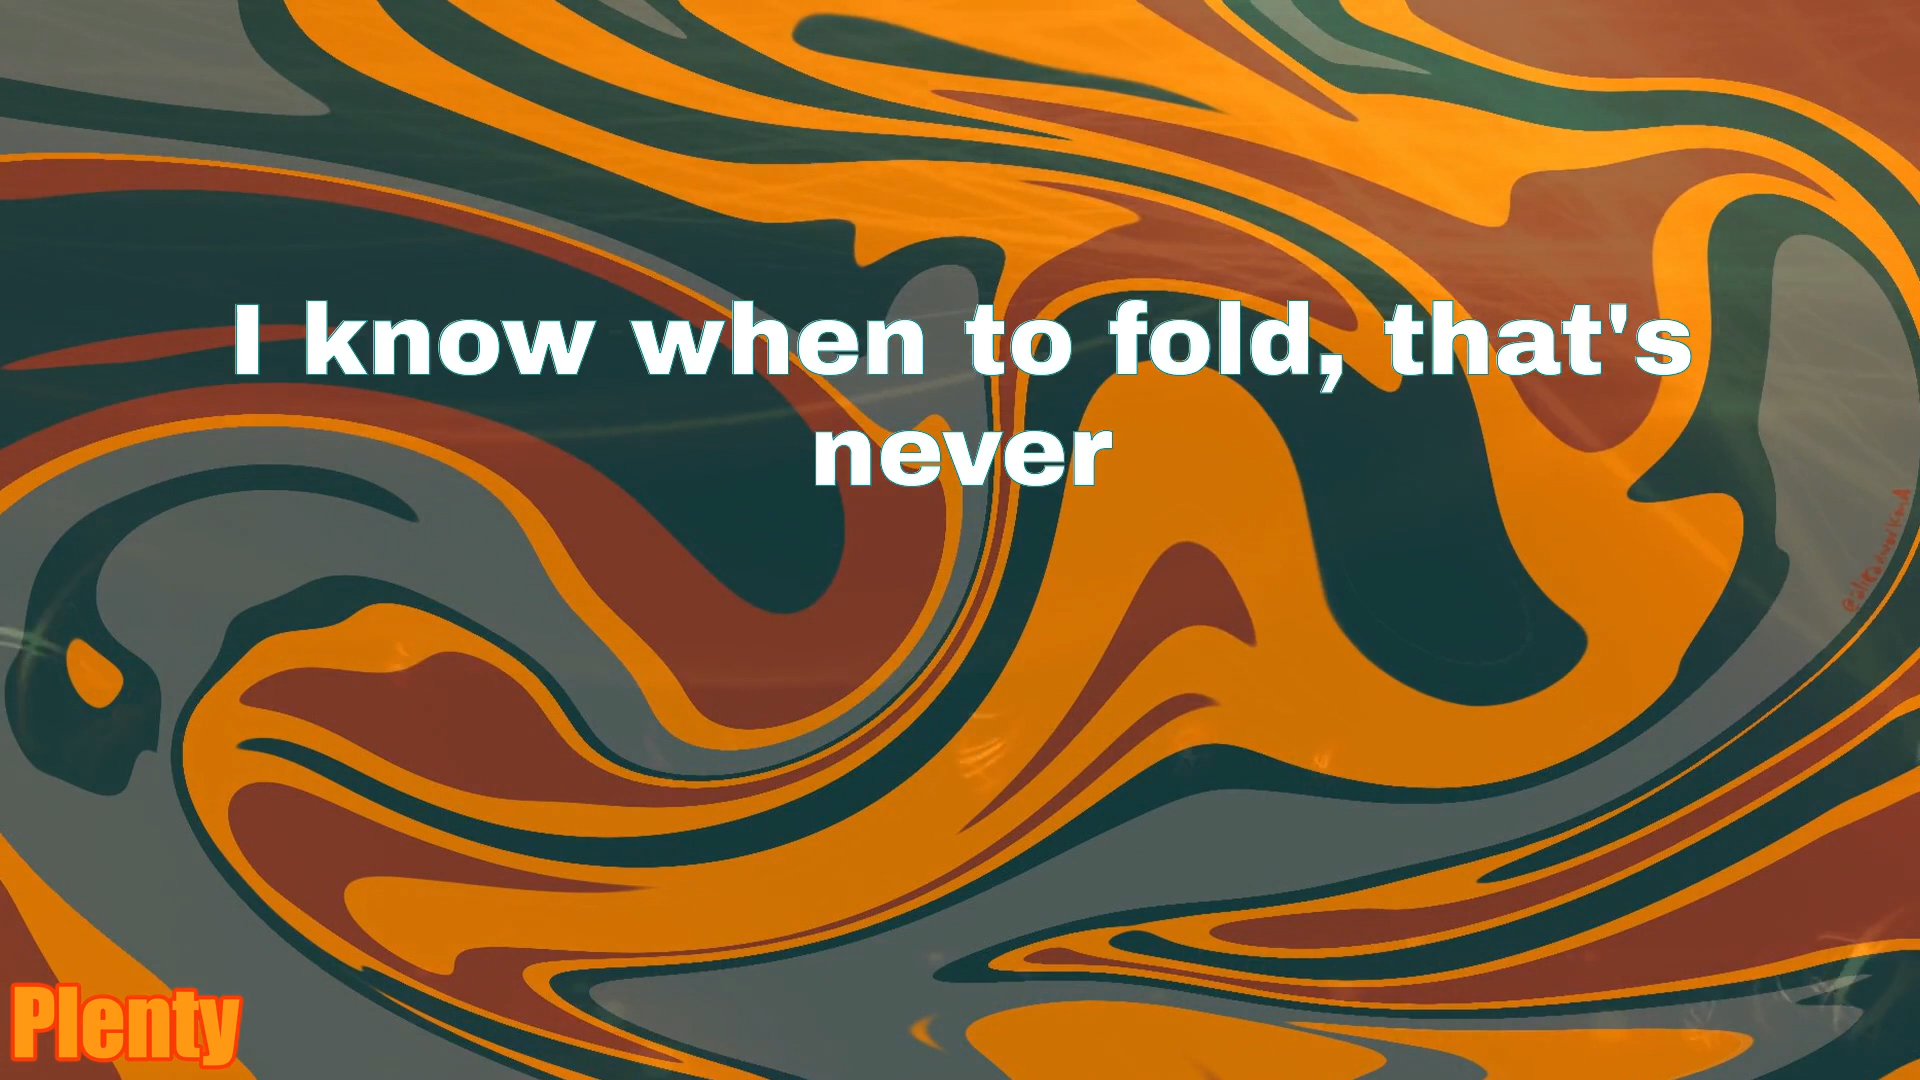 I know when to fold, that's
never
Plenty